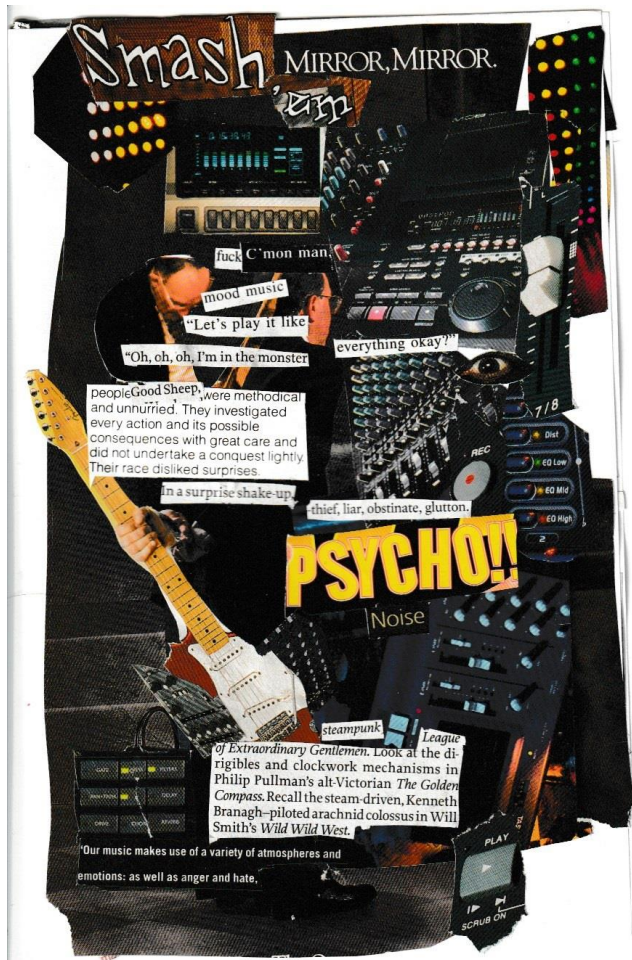 Smash 'em
MIRROR, MIRROR.
fuck C'mon man,
mood music
"Let's play it like
everything okay?"
"Oh, oh, oh, I'm in the monster
people Good Sheep, were methodical
and unnurried. They investigated
every action and its possible
consequences with great care and
did not undertake a conquest lightly.
Their race disliked surprises.
7/8
Dist
EQ Low
EQ Mid
EQ High
2
REC
In a surprise shake-up,
-thief, liar, obstinate, glutton.
PSYCHO!!
Noise
steampunk League
of Extraordinary Gentlemen. Look at the di-
rigibles and clockwork mechanisms in
Philip Pullman's alt-Victorian The Golden
Compass. Recall the steam-driven, Kenneth
Branagh–piloted arachnid colossus in Will
Smith's Wild Wild West.
GATE
DELAY
"Our music makes use of a variety of atmospheres and
emotions: as well as anger and hate,
PLAY
SCRUB ON